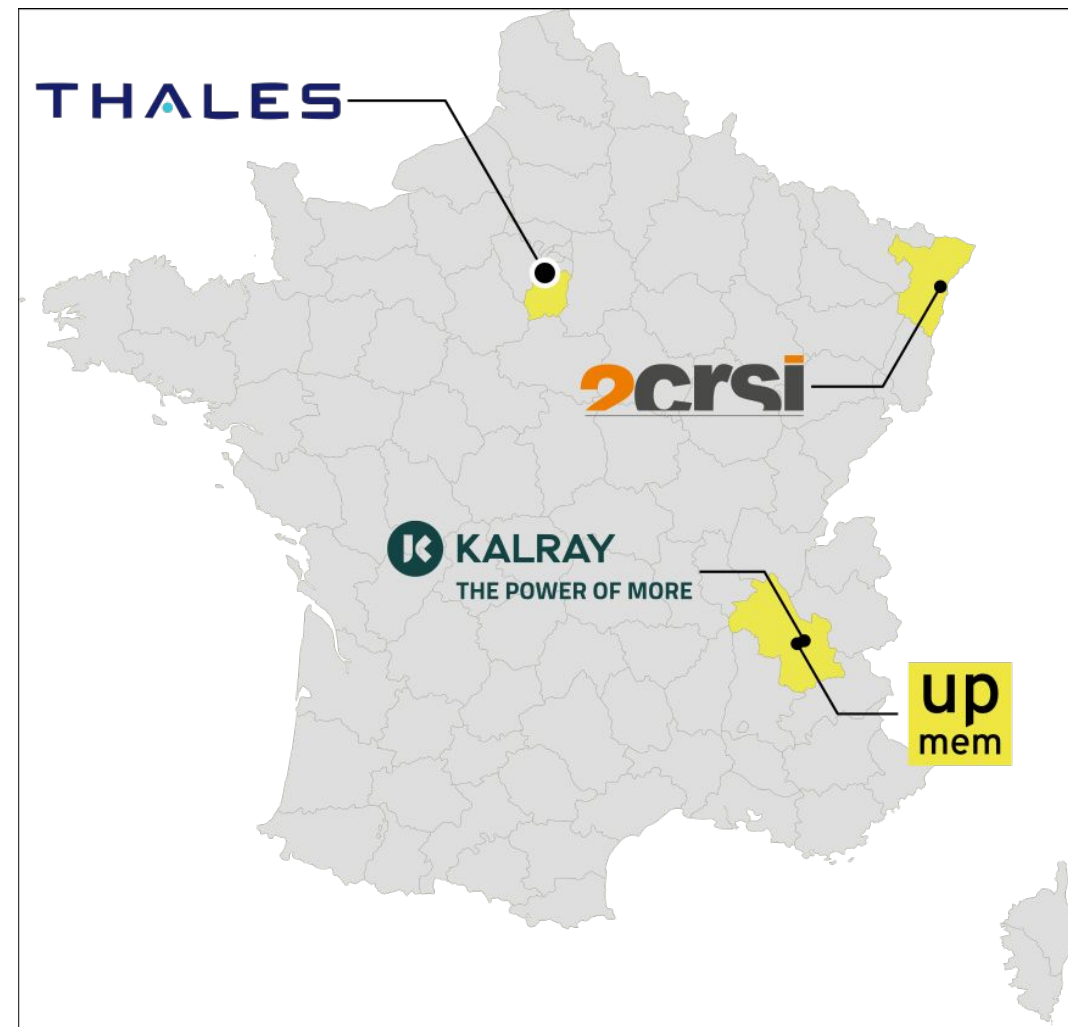 THALES
2crsi
KALRAY
THE POWER OF MORE
up
mem